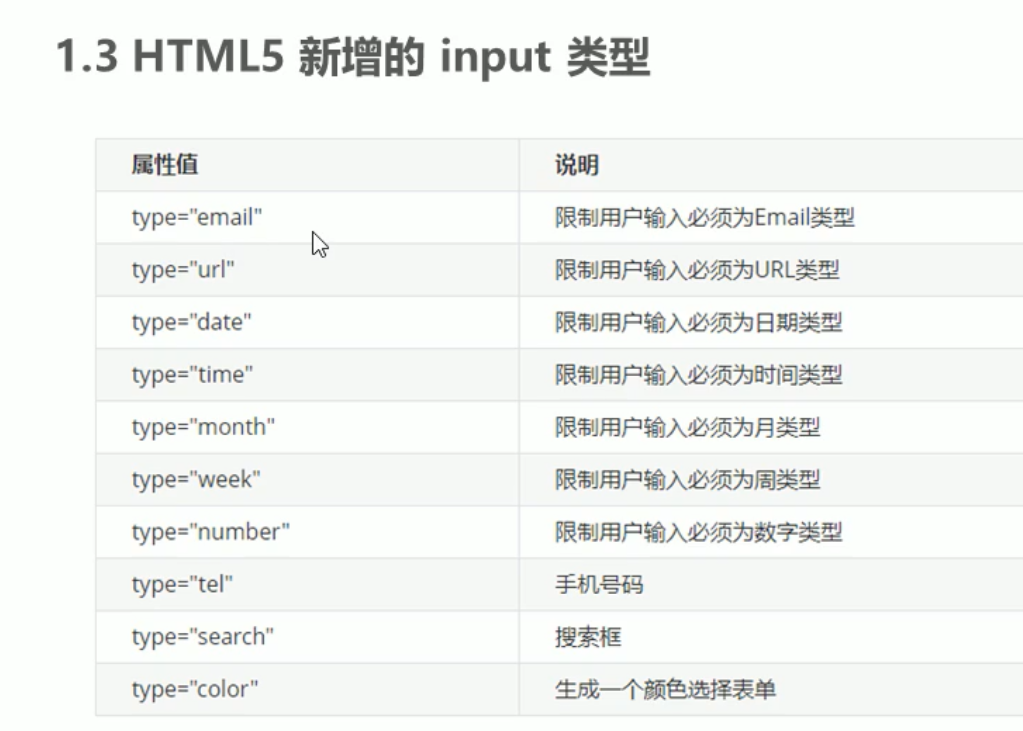 1.3 HTML5 新增的 input 类型
属性值 说明
type="email" 限制用户输入必须为Email类型
type="url" 限制用户输入必须为URL类型
type="date" 限制用户输入必须为日期类型
type="time" 限制用户输入必须为时间类型
type="month" 限制用户输入必须为月类型
type="week" 限制用户输入必须为周类型
type="number" 限制用户输入必须为数字类型
type="tel" 手机号码
type="search" 搜索框
type="color" 生成一个颜色选择表单